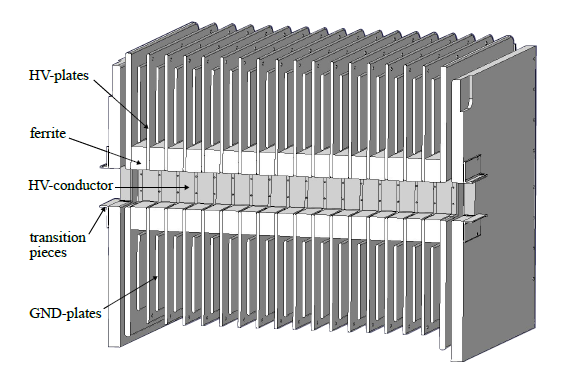 HV-plates
ferrite
HV-conductor
transition
pieces
GND-plates